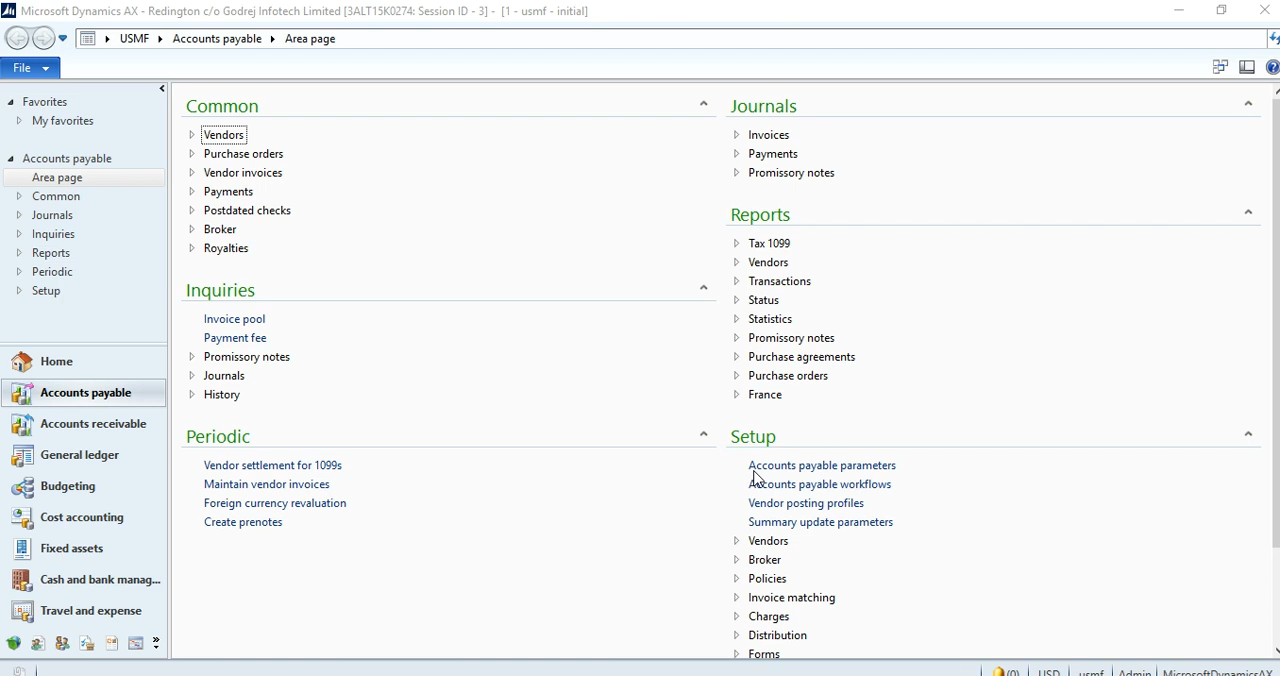 Microsoft Dynamics AX - Redington c/o Godrej Infotech Limited [3ALT15K0274: Session ID - 3] - [1 - usmf - initial]
USMF Accounts payable Area page
File
Favorites
My favorites
Accounts payable
Area page
Common
Journals
Inquiries
Reports
Periodic
Setup
Home
Accounts payable
Accounts receivable
General ledger
Budgeting
Cost accounting
Fixed assets
Cash and bank manag...
Travel and expense
Common
Vendors
Purchase orders
Vendor invoices
Payments
Postdated checks
Broker
Royalties
Inquiries
Invoice pool
Payment fee
Promissory notes
Journals
History
Periodic
Vendor settlement for 1099s
Maintain vendor invoices
Foreign currency revaluation
Create prenotes
Journals
Invoices
Payments
Promissory notes
Reports
Tax 1099
Vendors
Transactions
Status
Statistics
Promissory notes
Purchase agreements
Purchase orders
France
Setup
Accounts payable parameters
Accounts payable workflows
Vendor posting profiles
Summary update parameters
Vendors
Broker
Policies
Invoice matching
Charges
Distribution
Forms
(0) USD usmf Admin MicrosoftDynamicsAX